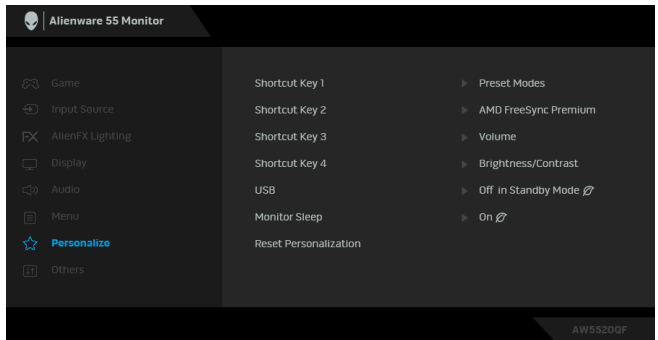 Alienware 55 Monitor
Game
Input Source
AlienFX Lighting
Display
Audio
Menu
Personalize
Others
Shortcut Key 1 Preset Modes
Shortcut Key 2 AMD FreeSync Premium
Shortcut Key 3 Volume
Shortcut Key 4 Brightness/Contrast
USB Off in Standby Mode
Monitor Sleep On
Reset Personalization
AW5520QF